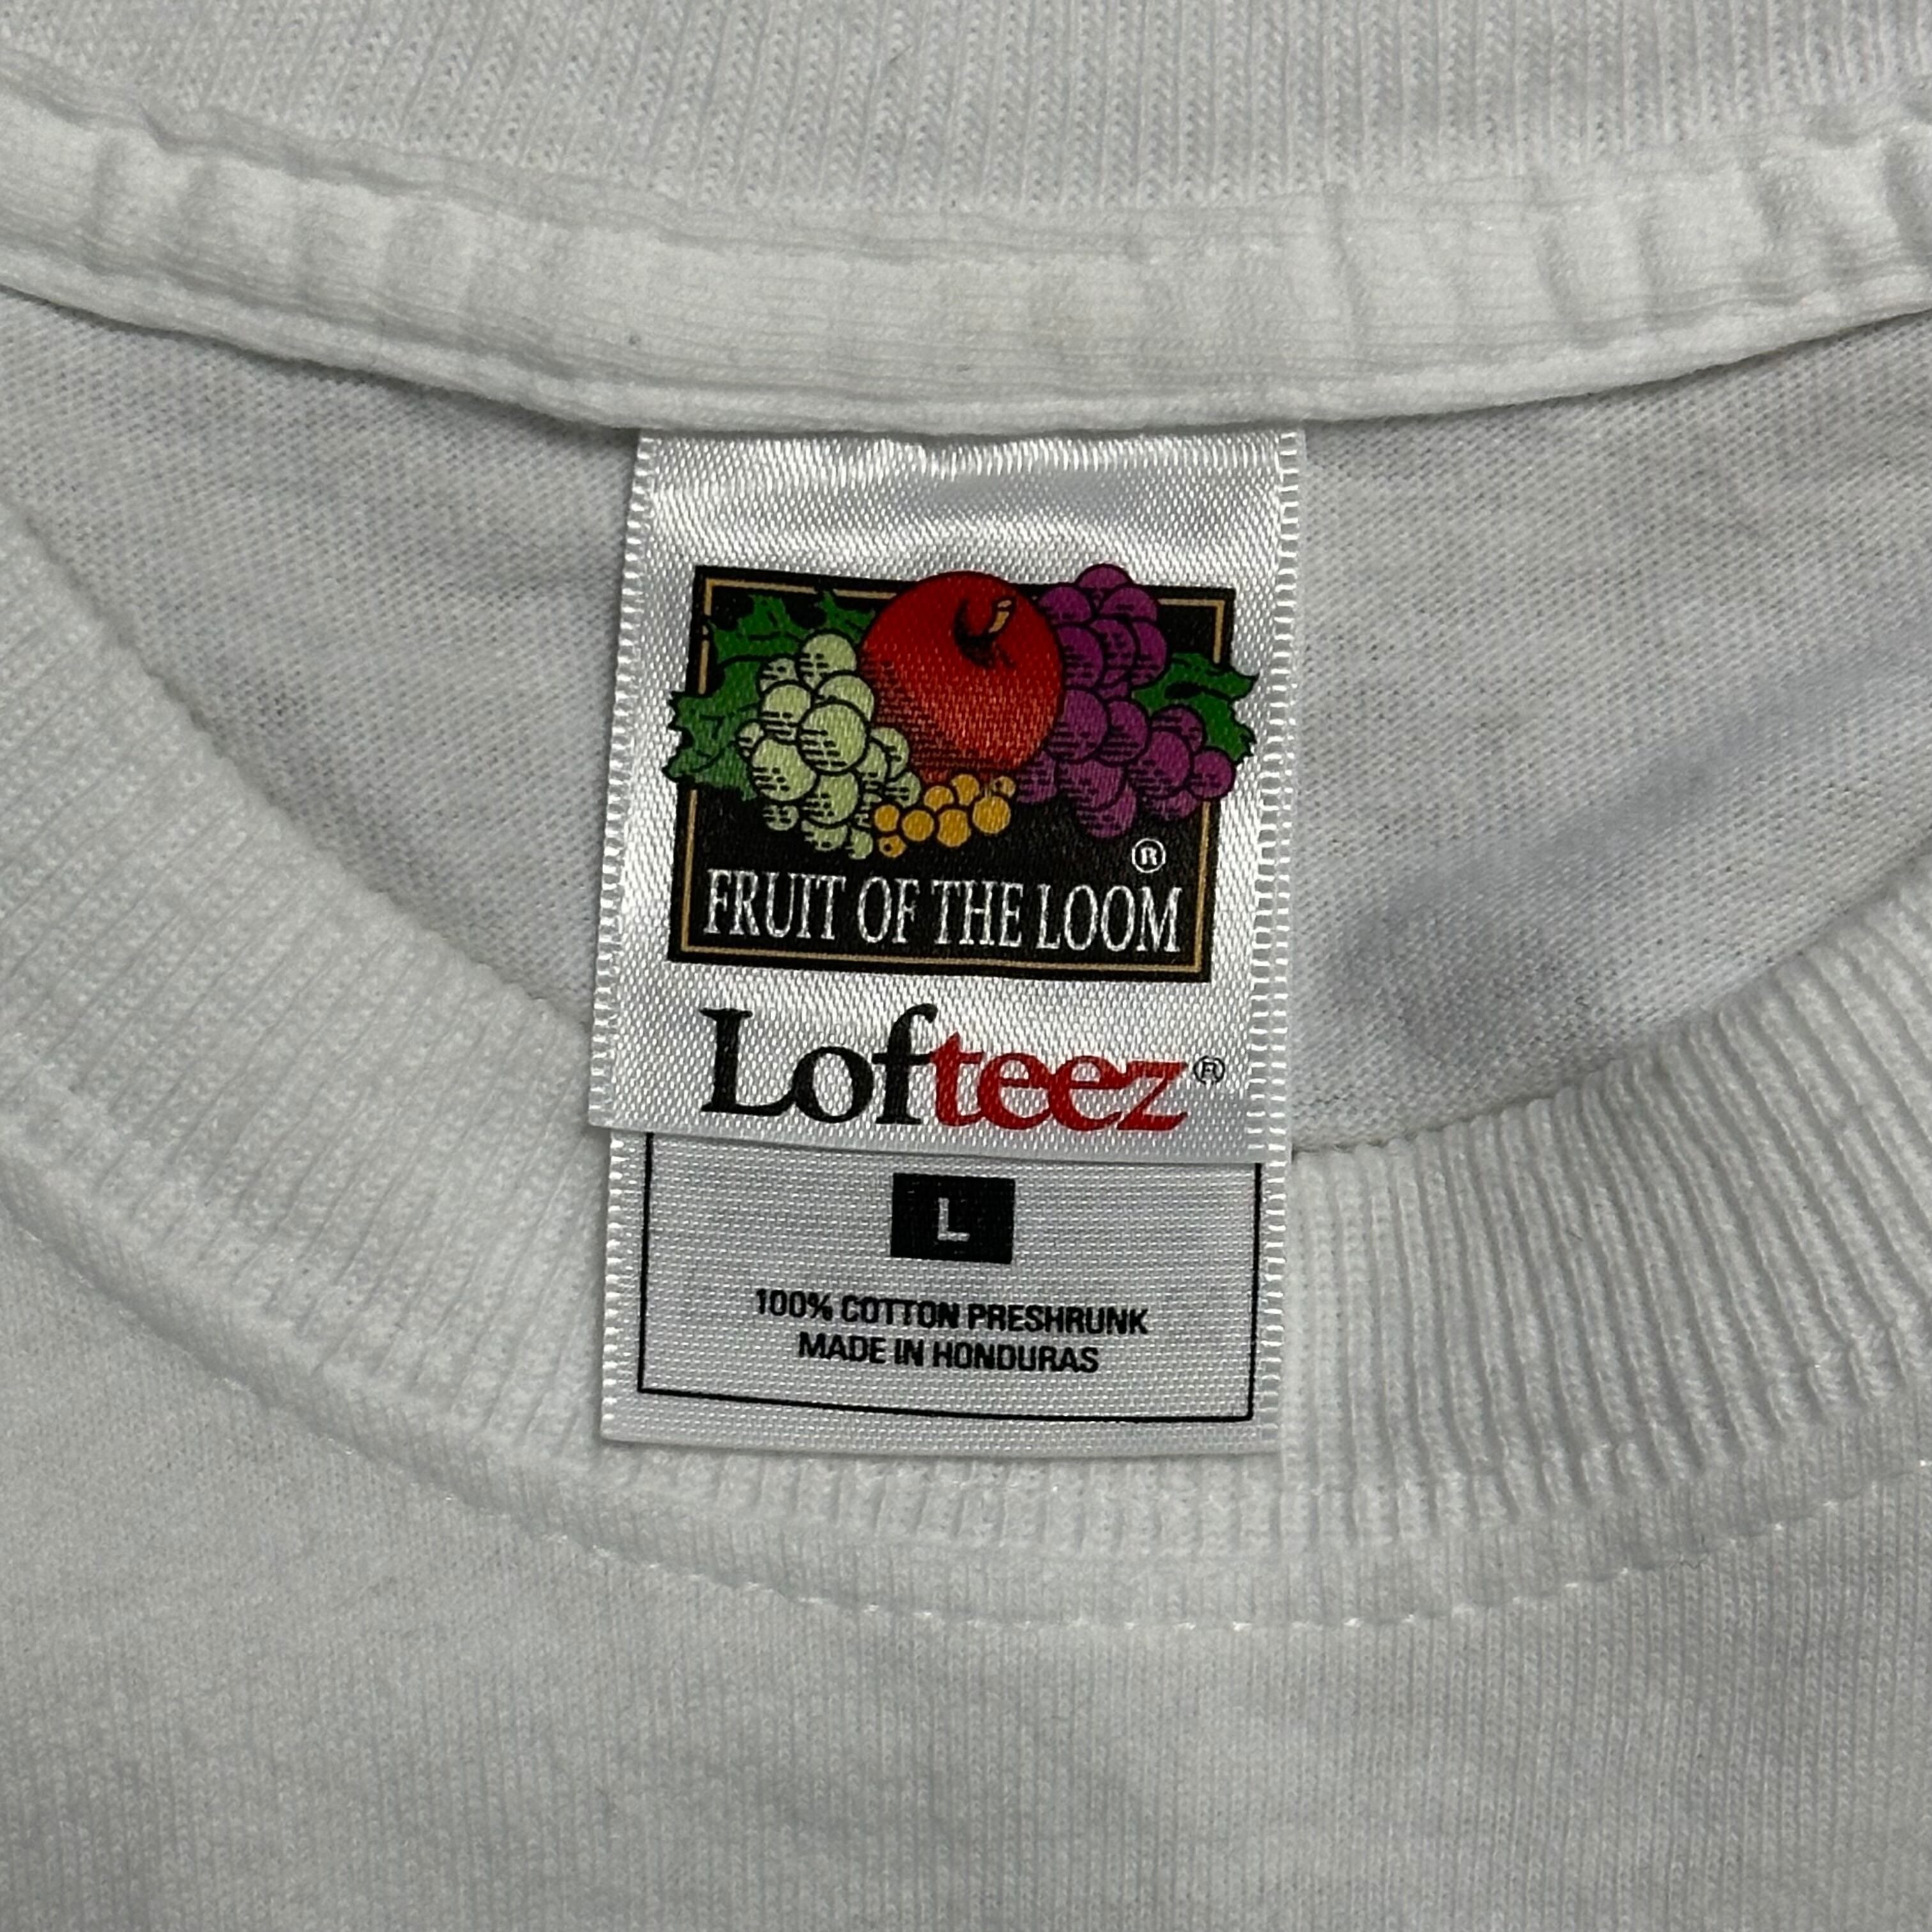 ®
FRUIT OF THE LOOM
Lofteez®
L
100% COTTON PRESHRUNK
MADE IN HONDURAS